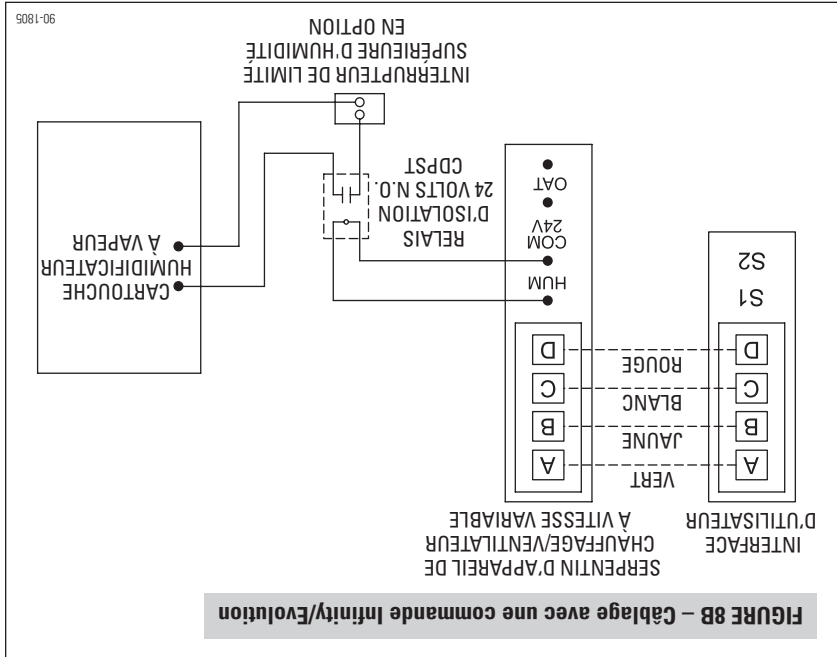 FIGURE 8B – Câblage avec une commande Infinity/Evolution
INTERFACE
D'UTILISATEUR
SERPENTIN D'APPAREIL DE
CHAUFFAGE/VENTILATEUR
À VITESSE VARIABLE
A
VERT
A
B
JAUNE
B
C
BLANC
C
D
ROUGE
D
S1
S2
HUM
COM
24V
OAT
RELAIS
D'ISOLATION
24 VOLTS N.O.
CDPST
CARTOUCHE
HUMIDIFICATEUR
À VAPEUR
INTERRUPTEUR DE LIMITE
SUPÉRIEURE D'HUMIDITÉ
EN OPTION
90-1805